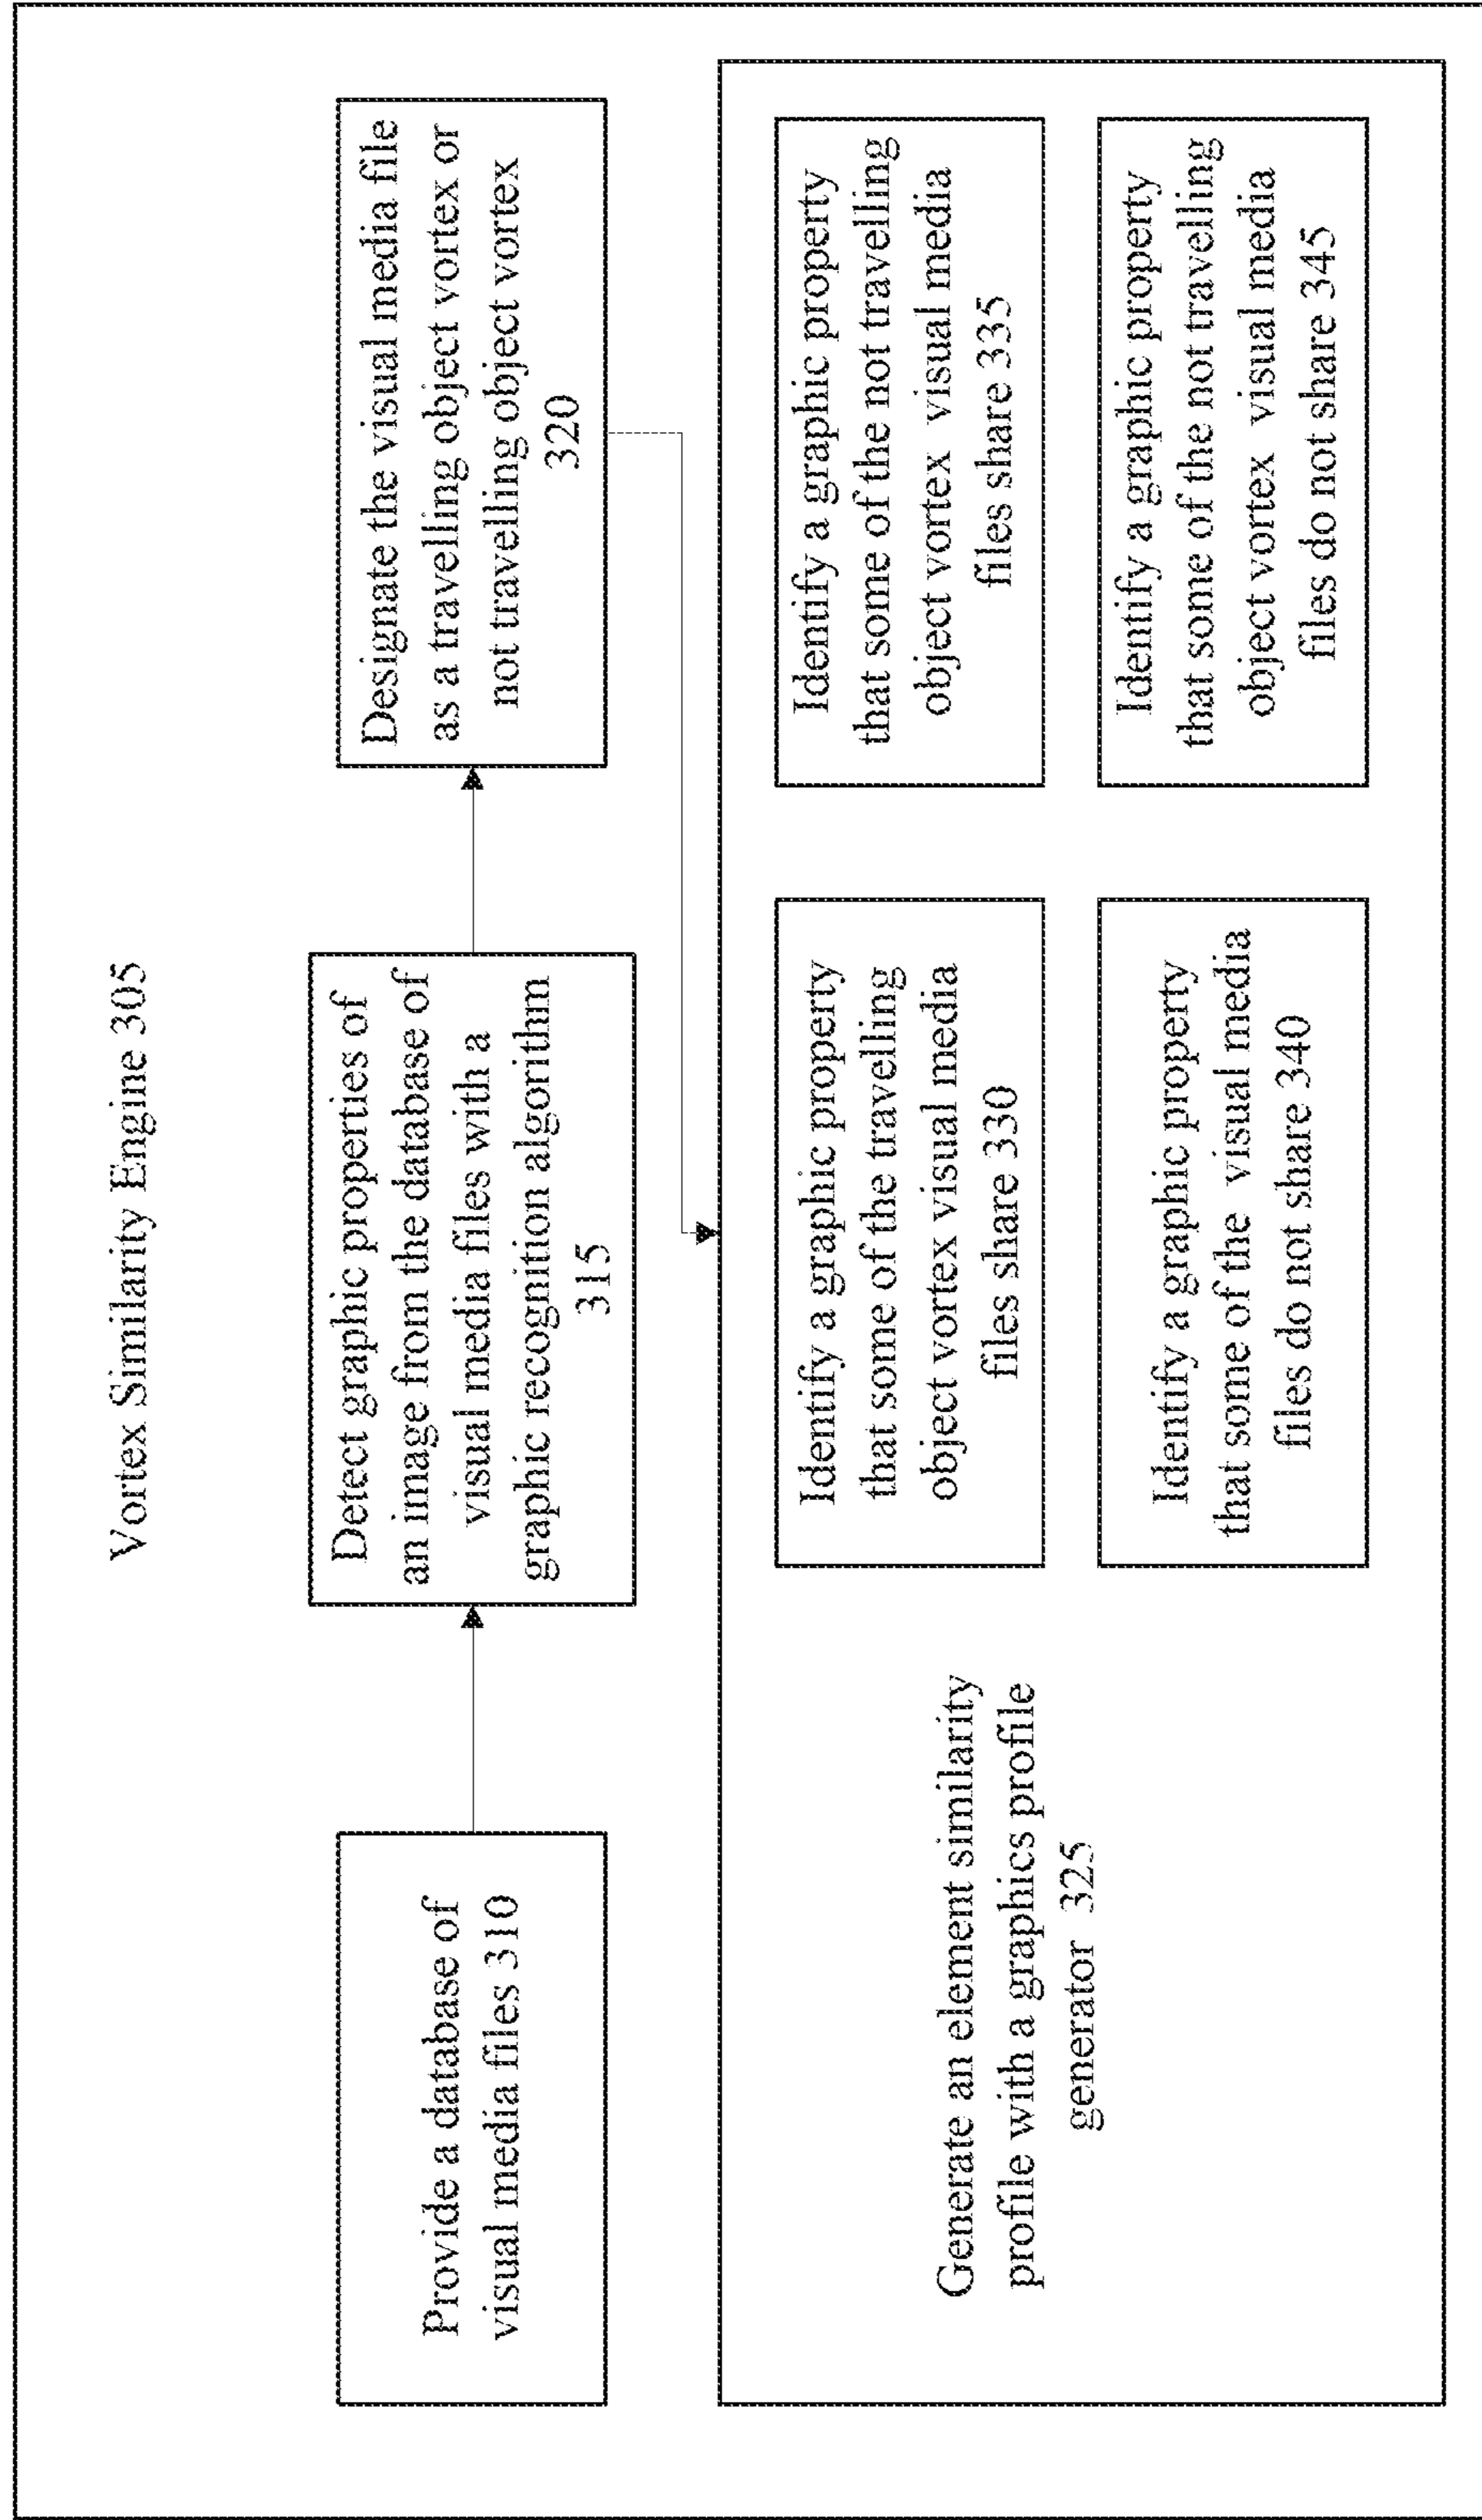 Vortex Similarity Engine 305
Provide a database of
visual media files 310
Detect graphic properties of
an image from the database of
visual media files with a
graphic recognition algorithm
315
Designate the visual media file
as a travelling object vortex or
not travelling object vortex
320
Generate an element similarity
profile with a graphics profile
generator 325
Identify a graphic property
that some of the travelling
object vortex visual media
files share 330
Identify a graphic property
that some of the not travelling
object vortex visual media
files share 335
Identify a graphic property
that some of the visual media
files do not share 340
Identify a graphic property
that some of the not travelling
object vortex visual media
files do not share 345